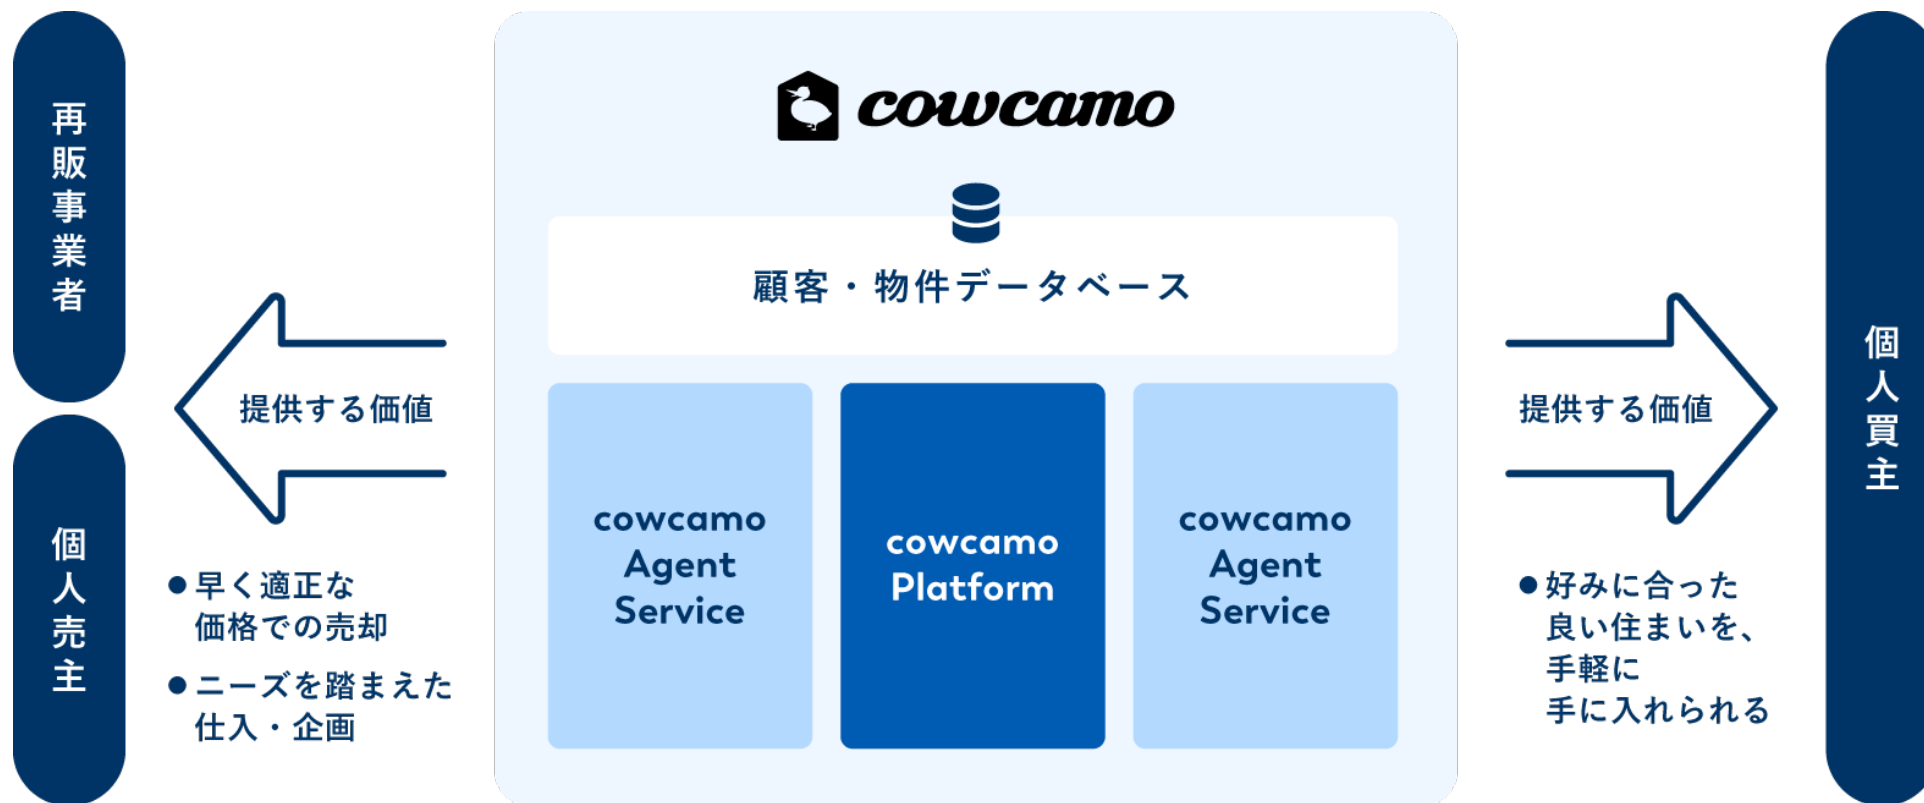 再販事業者
個人売主
提供する価値
●早く適正な
価格での売却
●ニーズを踏まえた
仕入・企画
cowcamo
顧客・物件データベース
cowcamo
Agent
Service
cowcamo
Platform
cowcamo
Agent
Service
提供する価値
●好みに合った
良い住まいを、
手軽に
手に入れられる
個人買主